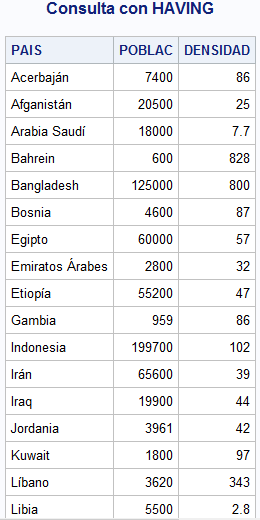 Consulta con HAVING
PAIS POBLAC DENSIDAD
Acerbaján 7400 86
Afganistán 20500 25
Arabia Saudí 18000 7.7
Bahrein 600 828
Bangladesh 125000 800
Bosnia 4600 87
Egipto 60000 57
Emiratos Árabes 2800 32
Etiopía 55200 47
Gambia 959 86
Indonesia 199700 102
Irán 65600 39
Iraq 19900 44
Jordania 3961 42
Kuwait 1800 97
Líbano 3620 343
Libia 5500 2.8